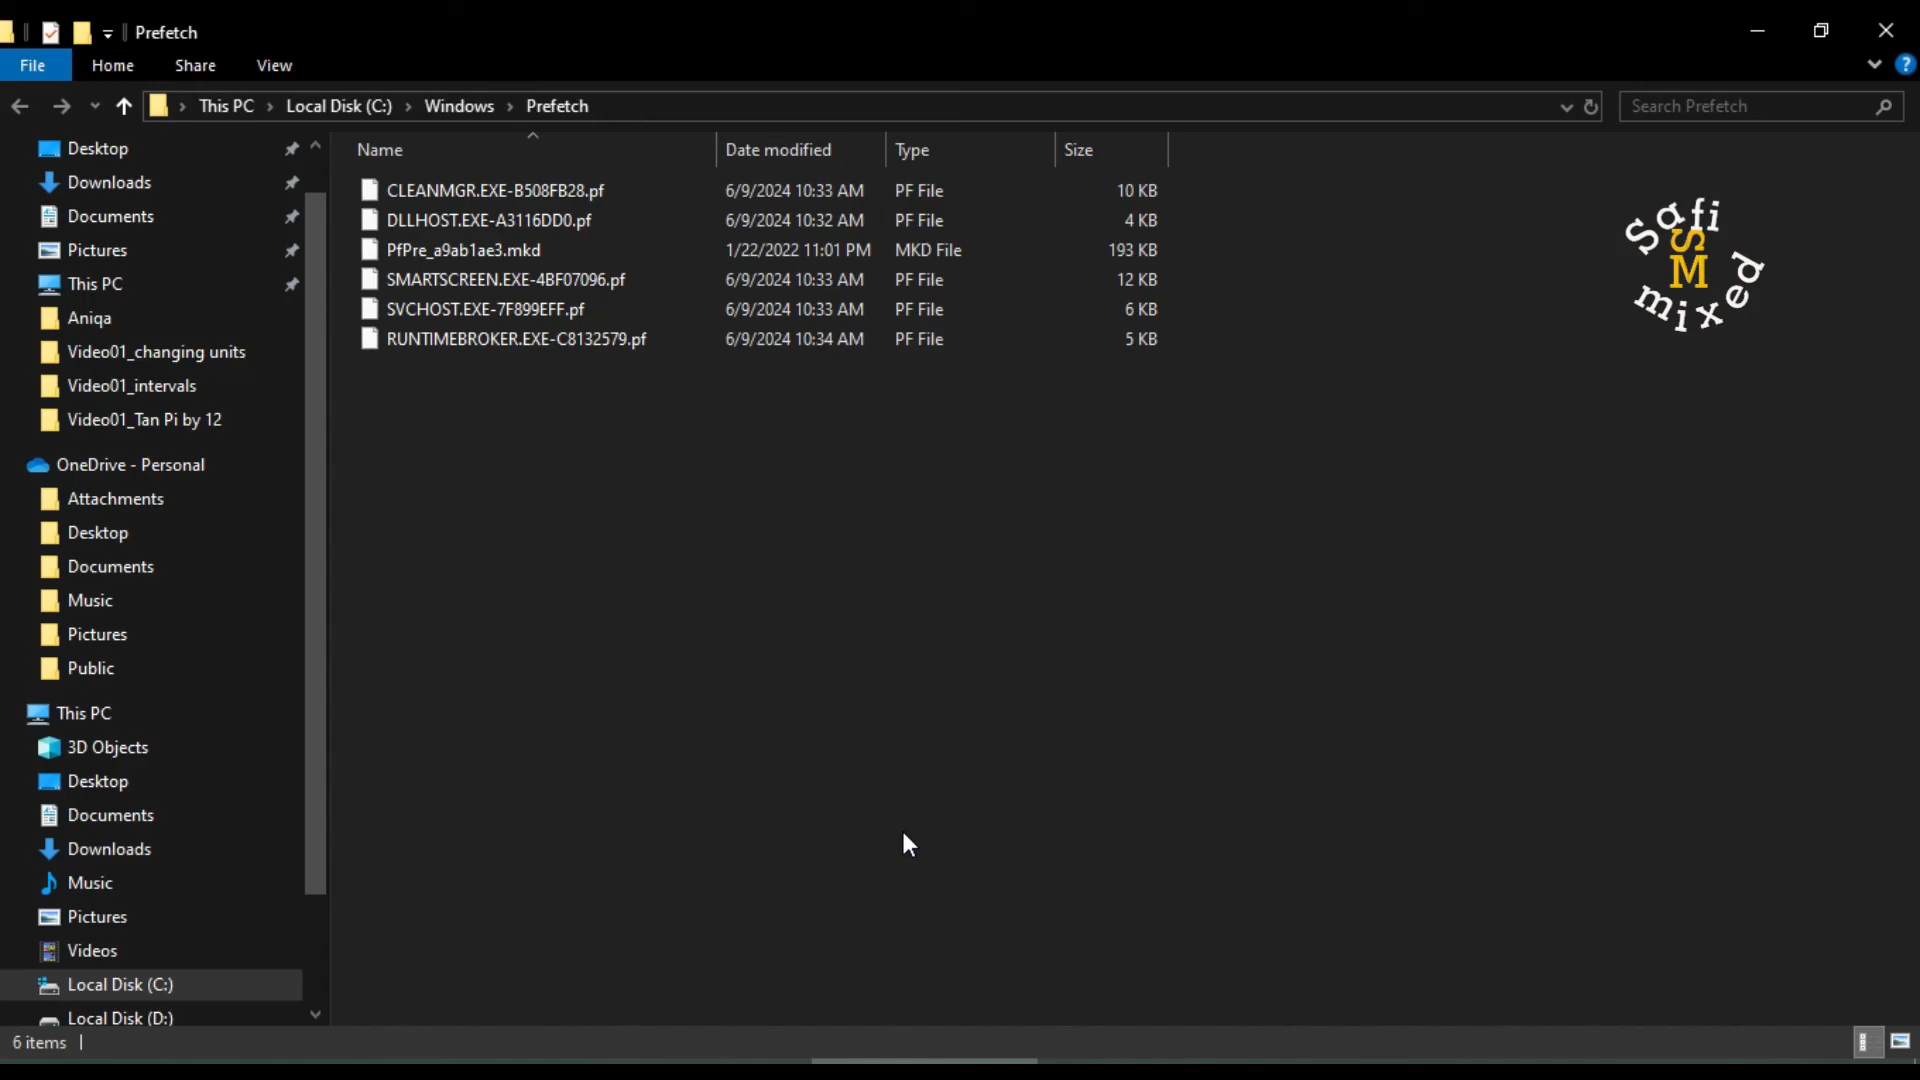 Prefetch
File Home Share View
This PC Local Disk (C:) Windows Prefetch
Search Prefetch
Desktop
Downloads
Documents
Pictures
This PC
Aniqa
Video01_changing units
Video01_intervals
Video01_Tan Pi by 12
OneDrive - Personal
Attachments
Desktop
Documents
Music
Pictures
Public
This PC
3D Objects
Desktop
Documents
Downloads
Music
Pictures
Videos
Local Disk (C:)
Local Disk (D:)
Name Date modified Type Size
CLEANMGR.EXE-B508FB28.pf 6/9/2024 10:33 AM PF File 10 KB
DLLHOST.EXE-A3116DD0.pf 6/9/2024 10:32 AM PF File 4 KB
PfPre_a9ab1ae3.mkd 1/22/2022 11:01 PM MKD File 193 KB
SMARTSCREEN.EXE-4BF07096.pf 6/9/2024 10:33 AM PF File 12 KB
SVCHOST.EXE-7F899EFF.pf 6/9/2024 10:33 AM PF File 6 KB
RUNTIMEBROKER.EXE-C8132579.pf 6/9/2024 10:34 AM PF File 5 KB
Safi
SM
mixed
6 items